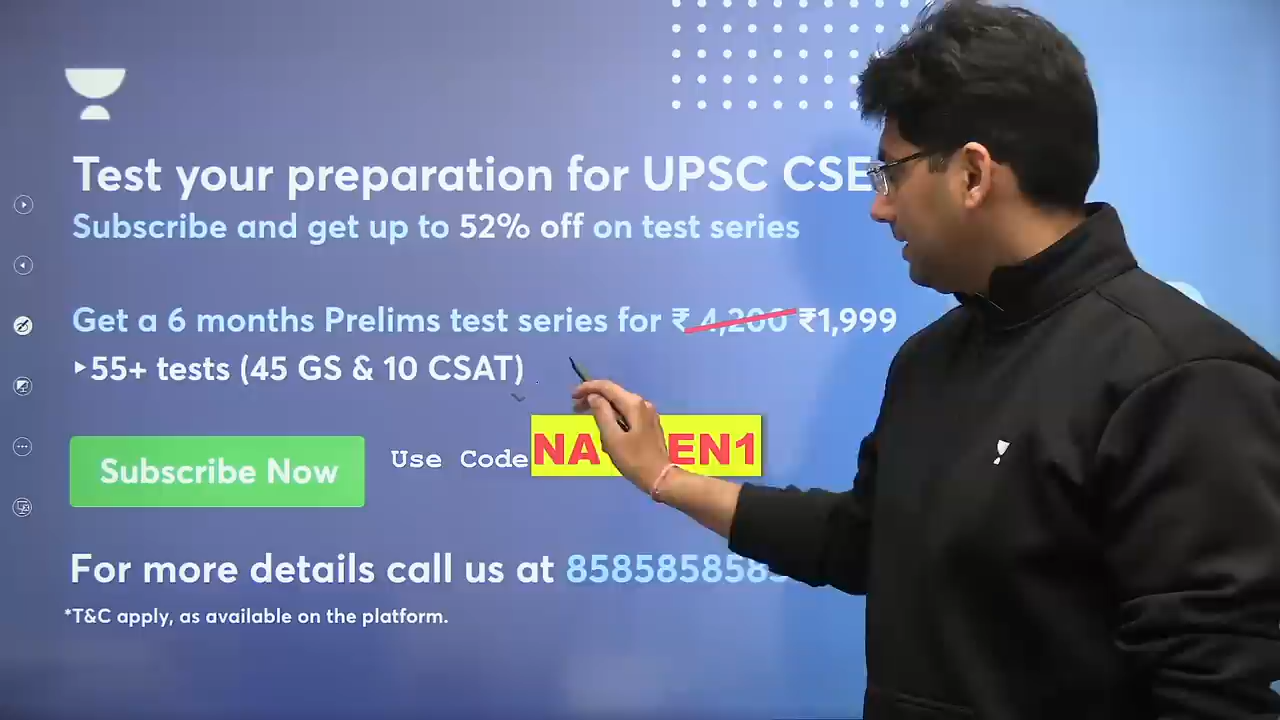 Test your preparation for UPSC CSE
Subscribe and get up to 52% off on test series
Get a 6 months Prelims test series for ₹ 4,200 ₹1,999
▸55+ tests (45 GS & 10 CSAT)
Subscribe Now
Use Code
For more details call us at
*T&C apply, as available on the platform.